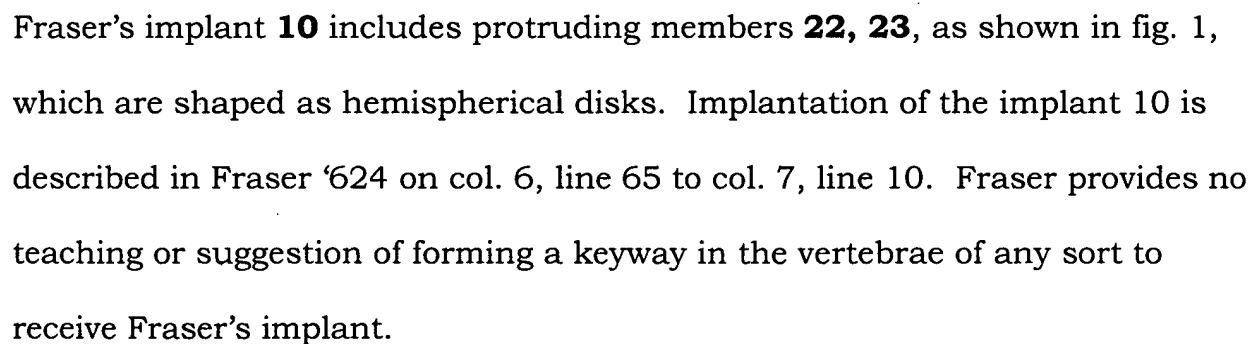 Fraser’s implant 10 includes protruding members 22, 23, as shown in fig. 1,
which are shaped as hemispherical disks. Implantation of the implant 10 is
described in Fraser ‘624 on col. 6, line 65 to col. 7, line 10. Fraser provides no
teaching or suggestion of forming a keyway in the vertebrae of any sort to
receive Fraser’s implant.